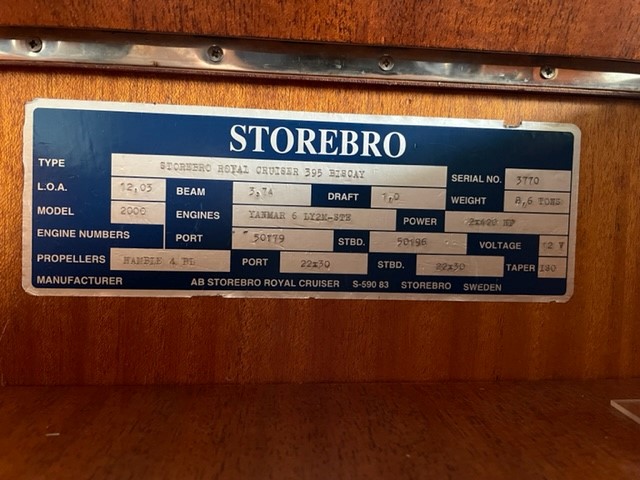 STOREBRO
TYPE STOREBRO ROYAL CRUISER 395 BISCAY SERIAL NO. 3770
L.O.A. 12,03 BEAM 3,74 DRAFT 1,0 WEIGHT 8,6 TONS
MODEL 2000 ENGINES YANMAR 6 LY2M-STE POWER 2x420 HP
ENGINE NUMBERS PORT 50179 STBD. 50196 VOLTAGE 12 V
PROPELLERS HAMBLE 4 BL PORT 22x30 STBD. 22x30 TAPER ISO
MANUFACTURER AB STOREBRO ROYAL CRUISER S-590 83 STOREBRO SWEDEN